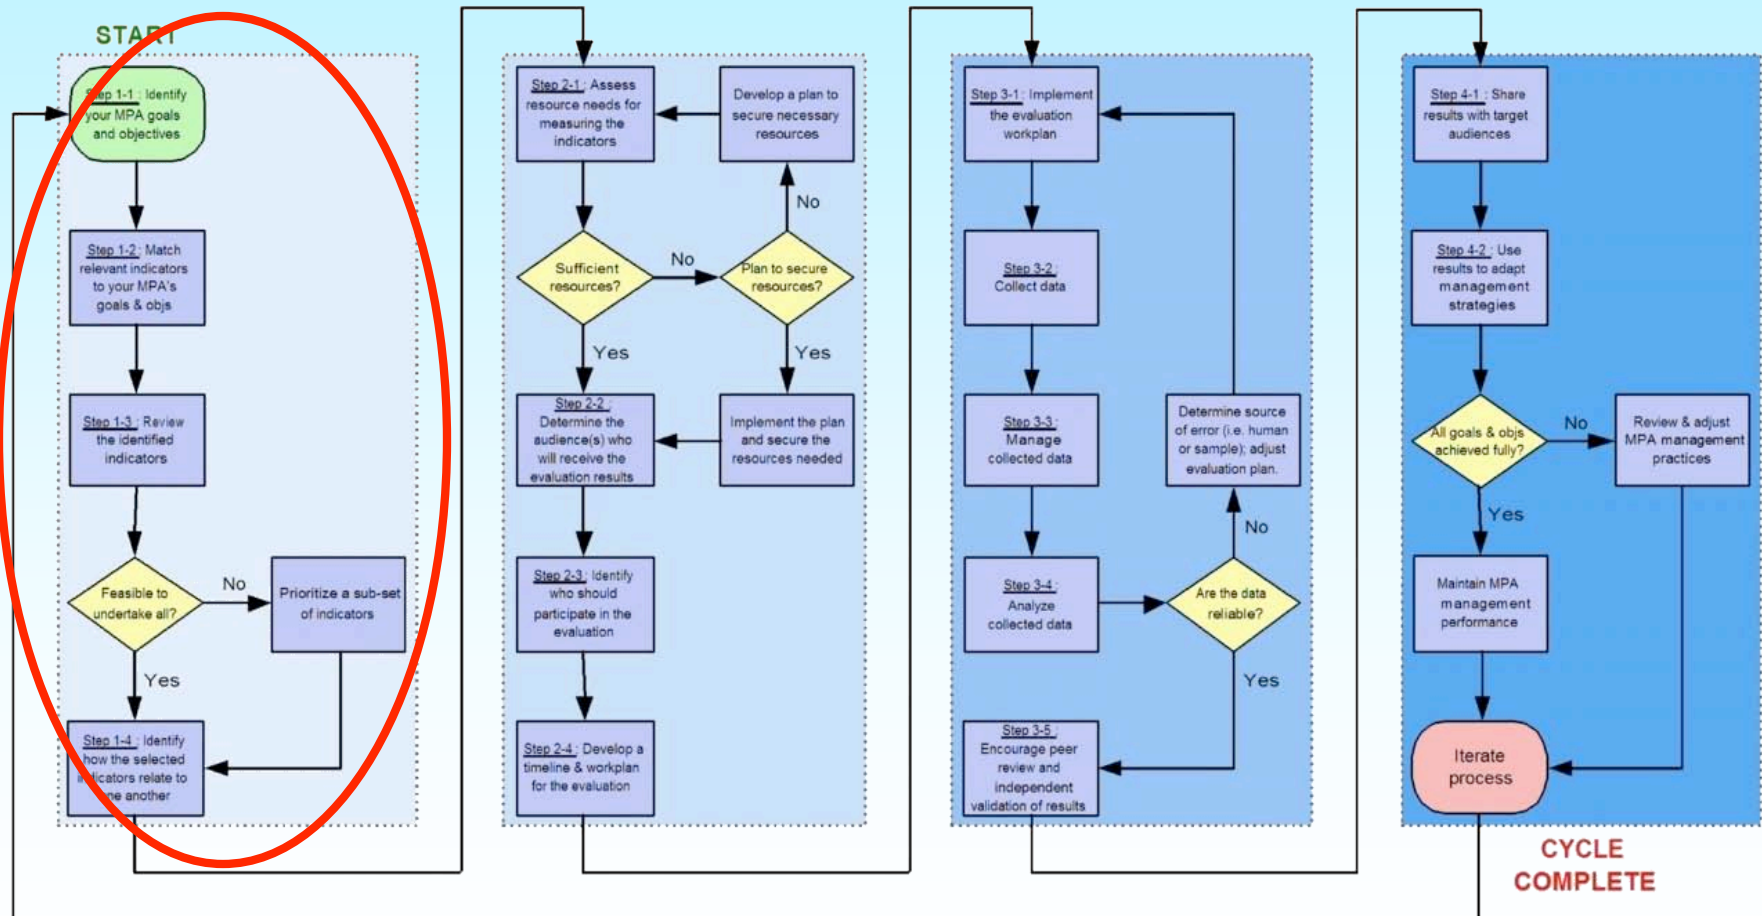 START
Step 1-1 : Identify
your MPA goals
and objectives
Step 1-2 : Match
relevant indicators
to your MPA's
goals & objs
Step 1-3 : Review
the identified
indicators
Feasible to
undertake all?
No
Prioritize a sub-set
of indicators
Yes
Step 1-4 : Identify
how the selected
indicators relate to
one another
Step 2-1 : Assess
resource needs for
measuring the
indicators
Develop a plan to
secure necessary
resources
No
Sufficient
resources?
No
Plan to secure
resources?
Yes
Yes
Step 2-2 :
Determine the
audience(s) who
will receive the
evaluation results
Implement the plan
and secure the
resources needed
Step 2-3 : Identify
who should
participate in the
evaluation
Step 2-4 : Develop a
timeline & workplan
for the evaluation
Step 3-1 : Implement
the evaluation
workplan
Step 3-2 :
Collect data
Step 3-3 :
Manage
collected data
Determine source
of error (i.e. human
or sample); adjust
evaluation plan.
No
Step 3-4 :
Analyze
collected data
Are the data
reliable?
Yes
Step 3-5 :
Encourage peer
review and
independent
validation of results
Step 4-1 : Share
results with target
audiences
Step 4-2 : Use
results to adapt
management
strategies
All goals & objs
achieved fully?
No
Review & adjust
MPA management
practices
Yes
Maintain MPA
management
performance
Iterate
process
CYCLE
COMPLETE